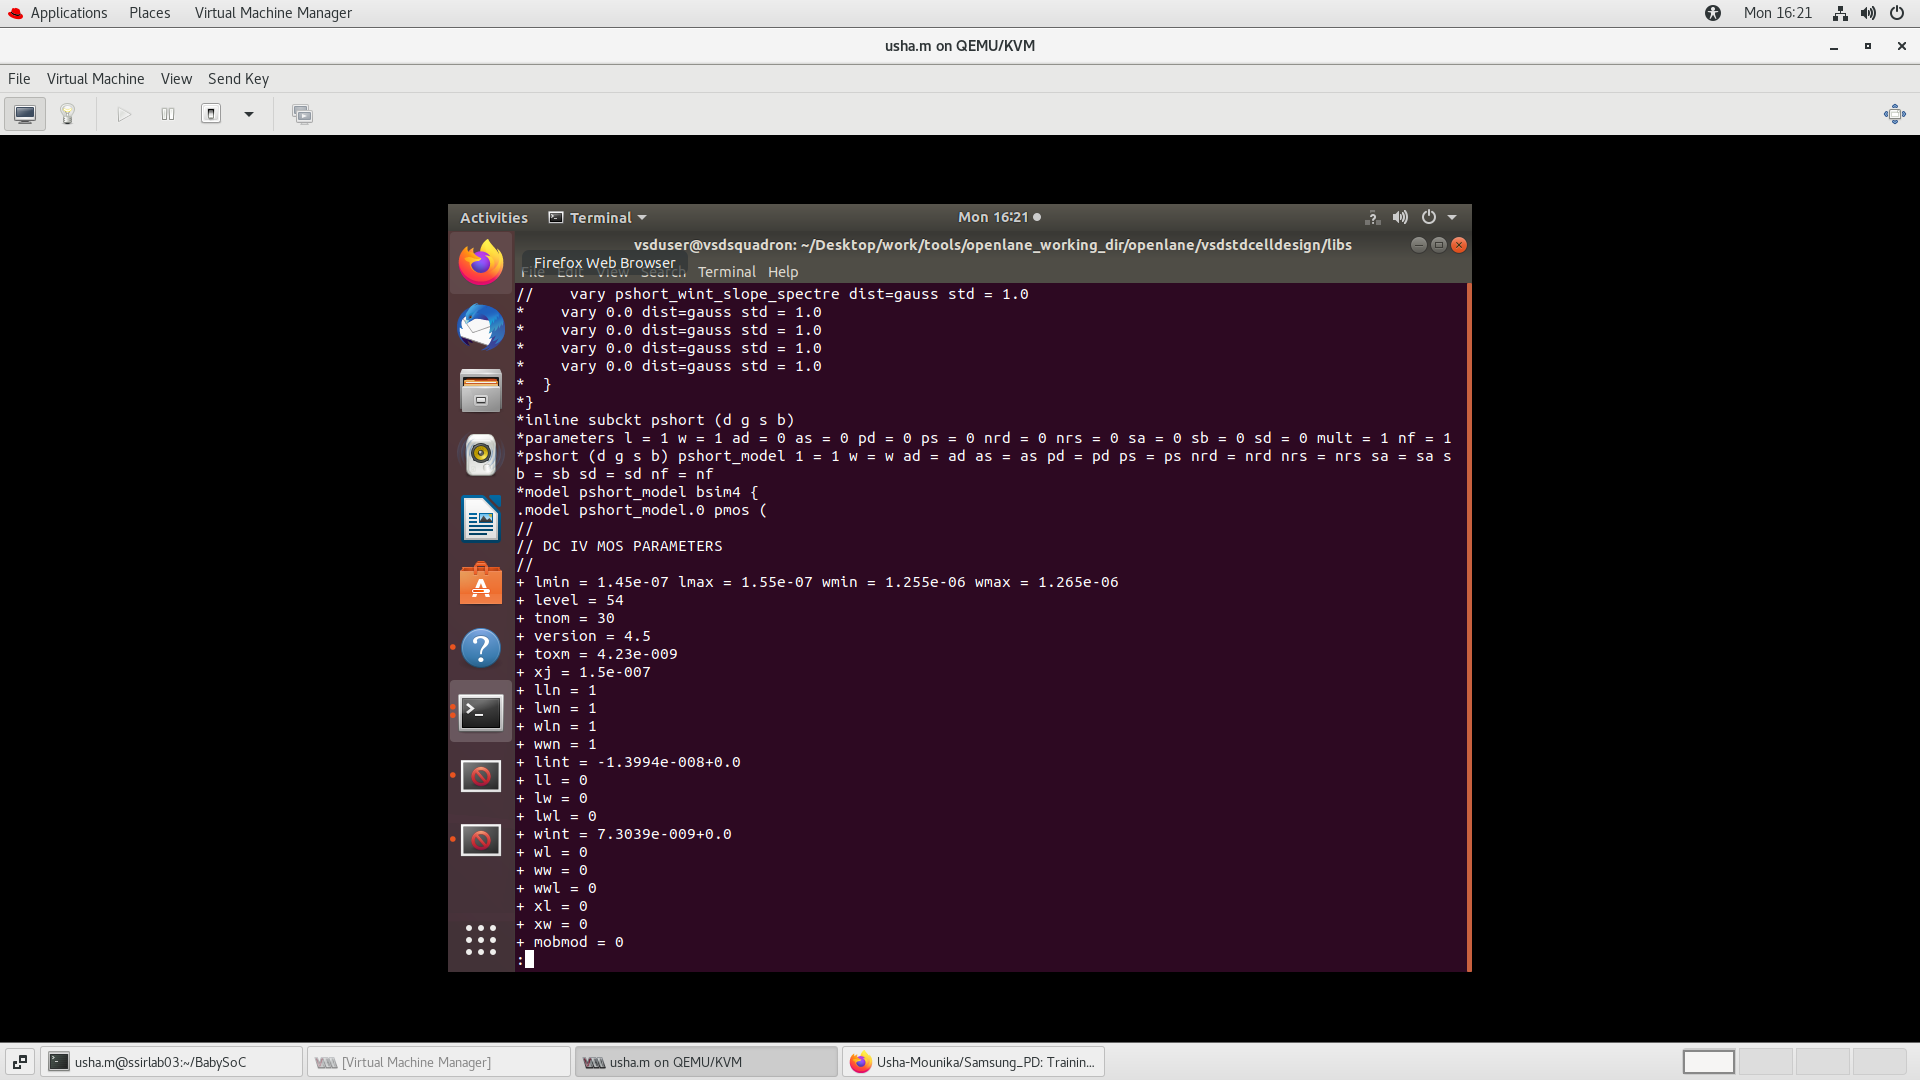 Applications Places Virtual Machine Manager Mon 16:21
usha.m on QEMU/KVM
File Virtual Machine View Send Key
Activities Terminal Mon 16:21
vsduser@vsdsquadron: ~/Desktop/work/tools/openlane_working_dir/openlane/vsdstdcelldesign/libs
Firefox Web Browser
File Edit View Search Terminal Help
//    vary pshort_wint_slope_spectre dist=gauss std = 1.0
*    vary 0.0 dist=gauss std = 1.0
*    vary 0.0 dist=gauss std = 1.0
*    vary 0.0 dist=gauss std = 1.0
*    vary 0.0 dist=gauss std = 1.0
*  }
*}
*inline subckt pshort (d g s b)
*parameters l = 1 w = 1 ad = 0 as = 0 pd = 0 ps = 0 nrd = 0 nrs = 0 sa = 0 sb = 0 sd = 0 mult = 1 nf = 1
*pshort (d g s b) pshort_model 1 = 1 w = w ad = ad as = as pd = pd ps = ps nrd = nrd nrs = nrs sa = sa s
b = sb sd = sd nf = nf
*model pshort_model bsim4 {
.model pshort_model.0 pmos (
//
// DC IV MOS PARAMETERS
//
+ lmin = 1.45e-07 lmax = 1.55e-07 wmin = 1.255e-06 wmax = 1.265e-06
+ level = 54
+ tnom = 30
+ version = 4.5
+ toxm = 4.23e-009
+ xj = 1.5e-007
+ lln = 1
+ lwn = 1
+ wln = 1
+ wwn = 1
+ lint = -1.3994e-008+0.0
+ ll = 0
+ lw = 0
+ lwl = 0
+ wint = 7.3039e-009+0.0
+ wl = 0
+ ww = 0
+ wwl = 0
+ xl = 0
+ xw = 0
+ mobmod = 0
:
usha.m@ssirlab03:~/BabySoC [Virtual Machine Manager] usha.m on QEMU/KVM Usha-Mounika/Samsung_PD: Trainin...